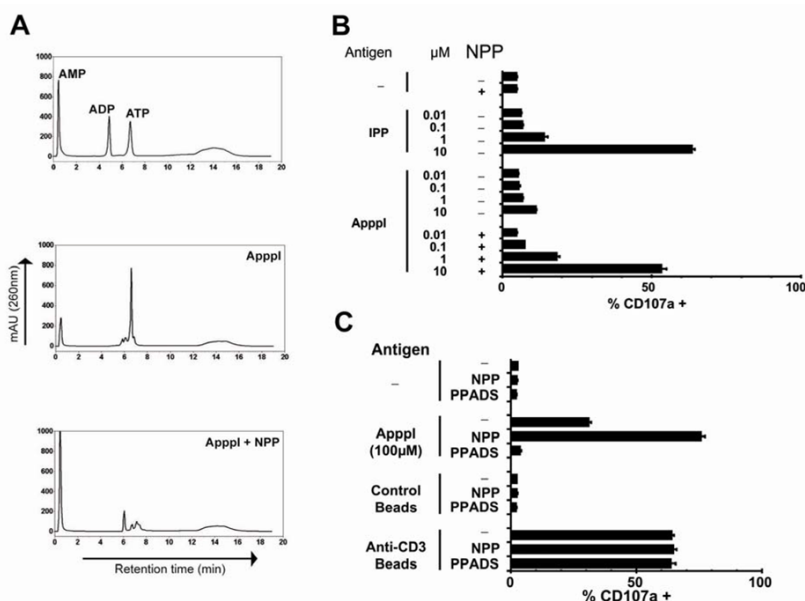 A
1000
800
600
400
200
0
AMP
ADP
ATP
0 2 4 6 8 10 12 14 16 18 20
1000
800
600
400
200
0
ApppI
0 2 4 6 8 10 12 14 16 18 20
mAU (260nm)
1000
800
600
400
200
0
ApppI + NPP
0 2 4 6 8 10 12 14 16 18 20
Retention time (min)
B
Antigen µM NPP
– –
+
IPP 0.01 –
0.1 –
1 –
10 –
ApppI 0.01 –
0.1 –
1 –
10 –
0.01 +
0.1 +
1 +
10 +
0 50 100
% CD107a +
C
Antigen
– –
NPP
PPADS
ApppI (100µM) –
NPP
PPADS
Control Beads –
NPP
PPADS
Anti-CD3 Beads –
NPP
PPADS
0 50 100
% CD107a +